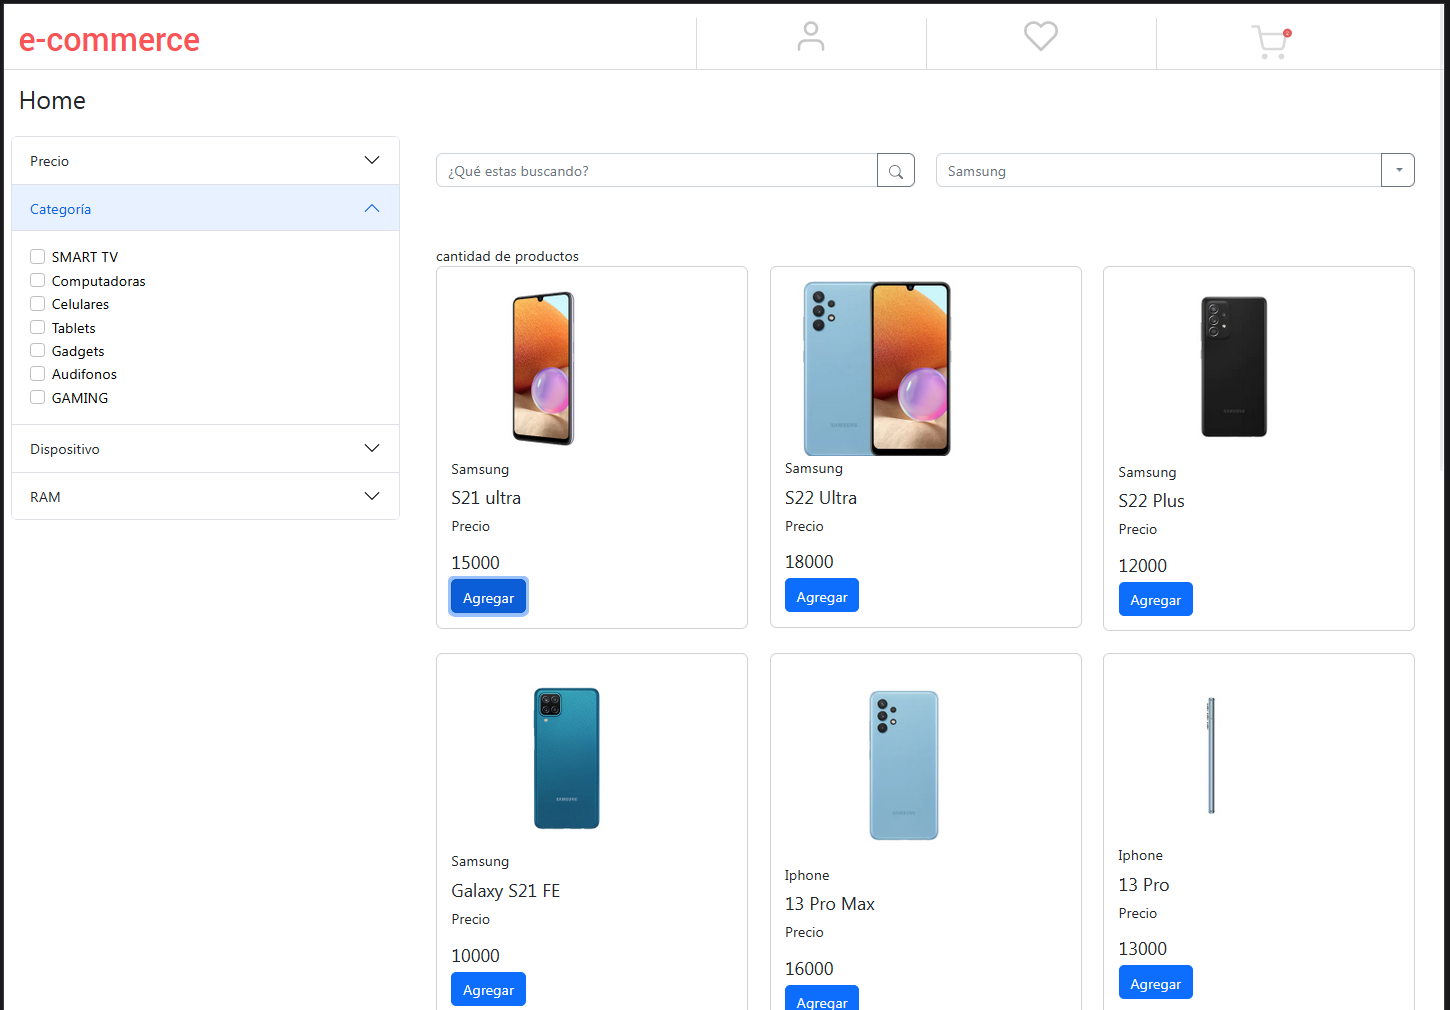 e-commerce
Home
Precio
Categoría
SMART TV
Computadoras
Celulares
Tablets
Gadgets
Audifonos
GAMING
Dispositivo
RAM
¿Qué estas buscando?
Samsung
cantidad de productos
Samsung
S21 ultra
Precio
15000
Agregar
Samsung
S22 Ultra
Precio
18000
Agregar
Samsung
S22 Plus
Precio
12000
Agregar
Samsung
Galaxy S21 FE
Precio
10000
Agregar
Iphone
13 Pro Max
Precio
16000
Agregar
Iphone
13 Pro
Precio
13000
Agregar